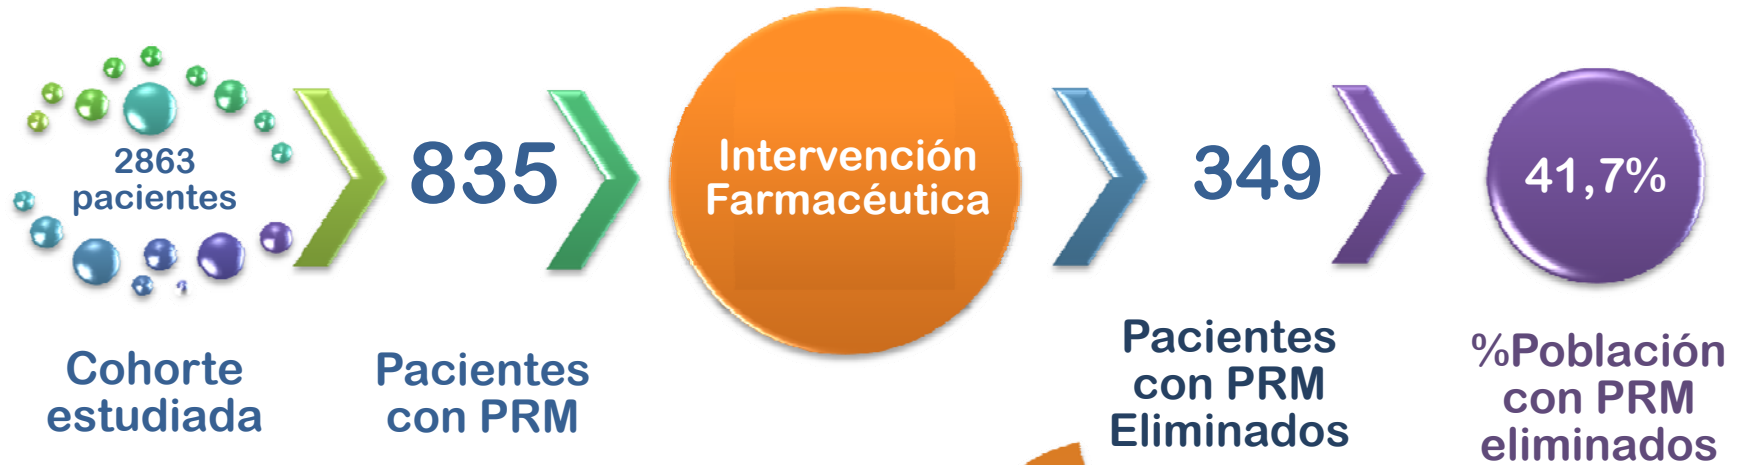 2863
pacientes
835
Intervención
Farmacéutica
349
41,7%
Cohorte
estudiada
Pacientes
con PRM
Pacientes
con PRM
Eliminados
%Población
con PRM
eliminados